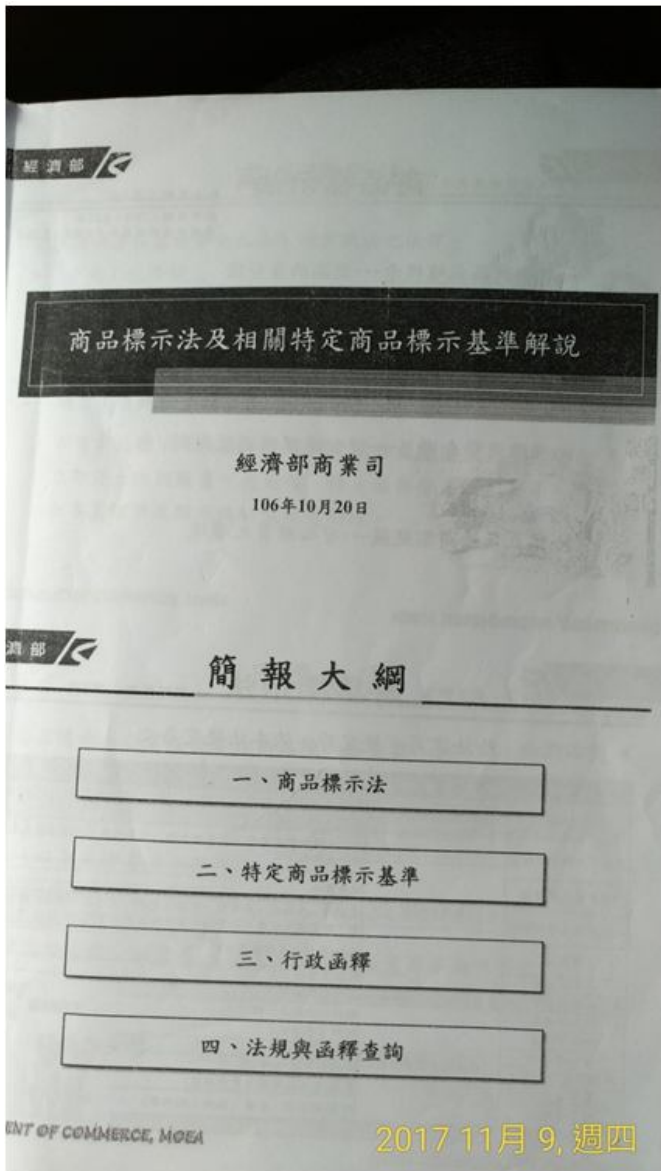 經濟部
商品標示法及相關特定商品標示基準解說
經濟部商業司
106年10月20日
濟部
簡報大綱
一、商品標示法
二、特定商品標示基準
三、行政函釋
四、法規與函釋查詢
ENT OF COMMERCE, MOEA
2017 11月 9, 週四